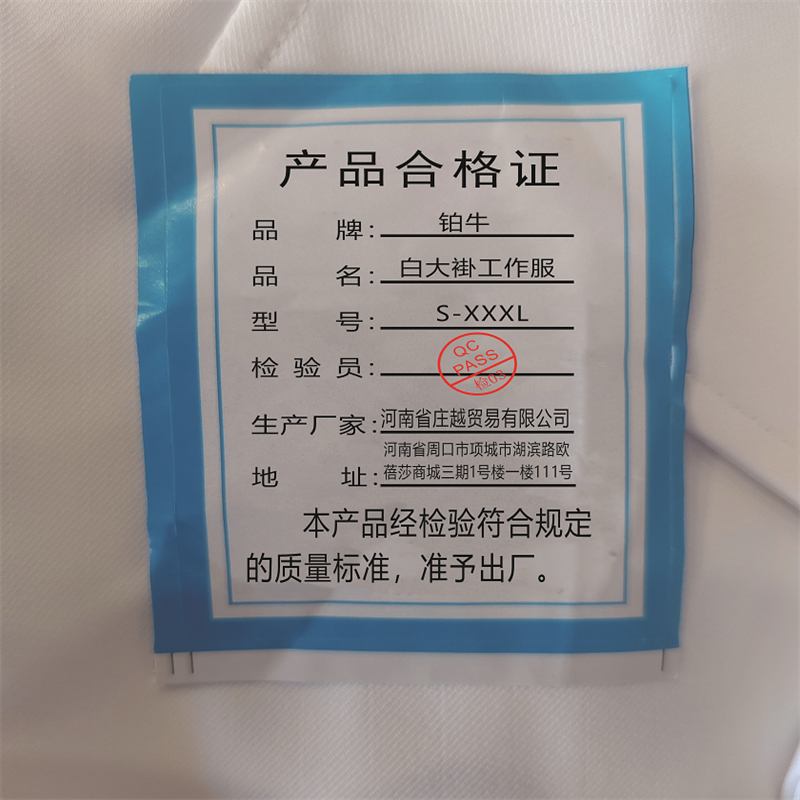 产品合格证
品 牌：铂牛
品 名：白大褂工作服
型 号：S-XXXL
检 验 员：
QC
PASS
检03
生产厂家：河南省庄越贸易有限公司
河南省周口市项城市湖滨路欧
地 址：蓓莎商城三期1号楼一楼111号
本产品经检验符合规定
的质量标准，准予出厂。